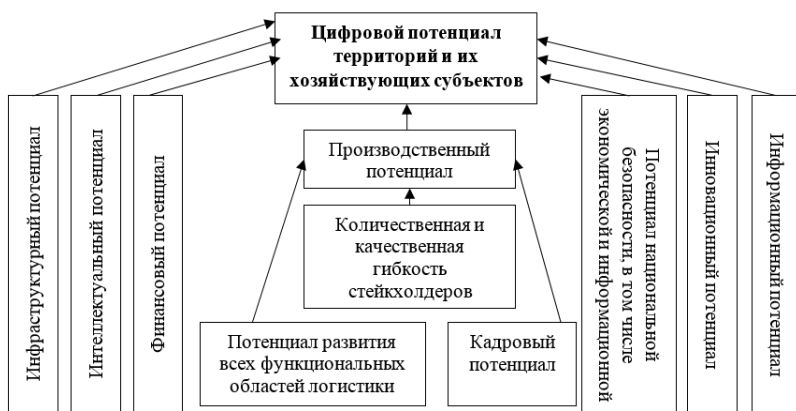 Цифровой потенциал
территорий и их
хозяйствующих субъектов
Инфраструктурный потенциал
Интеллектуальный потенциал
Финансовый потенциал
Производственный
потенциал
Количественная и
качественная
гибкость
стейкхолдеров
Потенциал развития
всех функциональных
областей логистики
Кадровый
потенциал
Потенциал национальной
безопасности, в том числе
экономической и информационной
Инновационный потенциал
Информационный потенциал